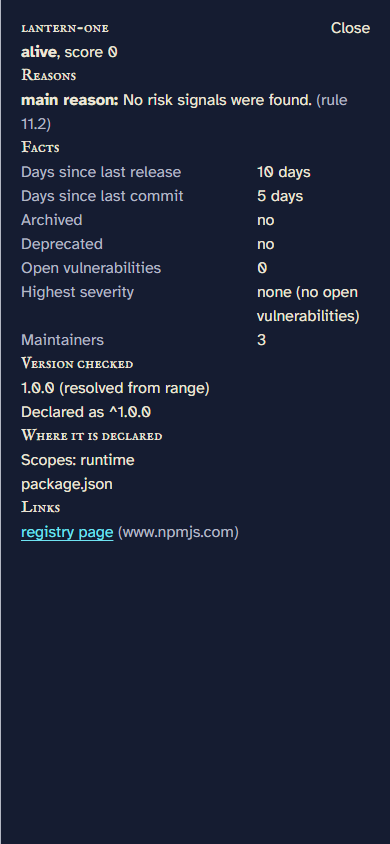 lantern-one Close
alive, score 0
Reasons
main reason: No risk signals were found. (rule
11.2)
Facts
Days since last release 10 days
Days since last commit 5 days
Archived no
Deprecated no
Open vulnerabilities 0
Highest severity none (no open
vulnerabilities)
Maintainers 3
Version checked
1.0.0 (resolved from range)
Declared as ^1.0.0
Where it is declared
Scopes: runtime
package.json
Links
registry page (www.npmjs.com)